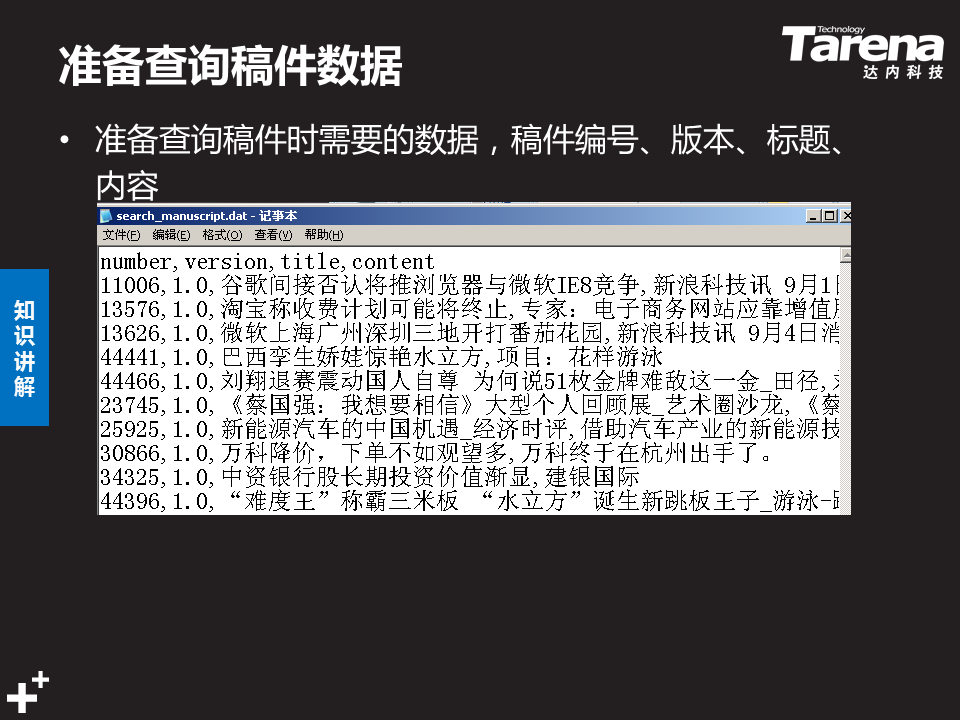 准备查询稿件数据
Technology
Tarena
达内科技
• 准备查询稿件时需要的数据，稿件编号、版本、标题、
内容
search_manuscript.dat - 记事本
文件(F) 编辑(E) 格式(O) 查看(V) 帮助(H)
number,version,title,content
11006,1.0,谷歌间接否认将推浏览器与微软IE8竞争,新浪科技讯 9月1
13576,1.0,淘宝称收费计划可能将终止,专家：电子商务网站应靠增值
13626,1.0,微软上海广州深圳三地开打番茄花园,新浪科技讯 9月4日消
44441,1.0,巴西孪生娇娃惊艳水立方,项目：花样游泳
44466,1.0,刘翔退赛震动国人自尊 为何说51枚金牌难敌这一金_田径,
23745,1.0,《蔡国强：我想要相信》大型个人回顾展_艺术圈沙龙,《蔡
25925,1.0,新能源汽车的中国机遇_经济时评,借助汽车产业的新能源技
30866,1.0,万科降价，下单不如观望多,万科终于在杭州出手了。
34325,1.0,中资银行股长期投资价值渐显,建银国际
44396,1.0,“难度王”称霸三米板 “水立方”诞生新跳板王子_游泳-
知识讲解